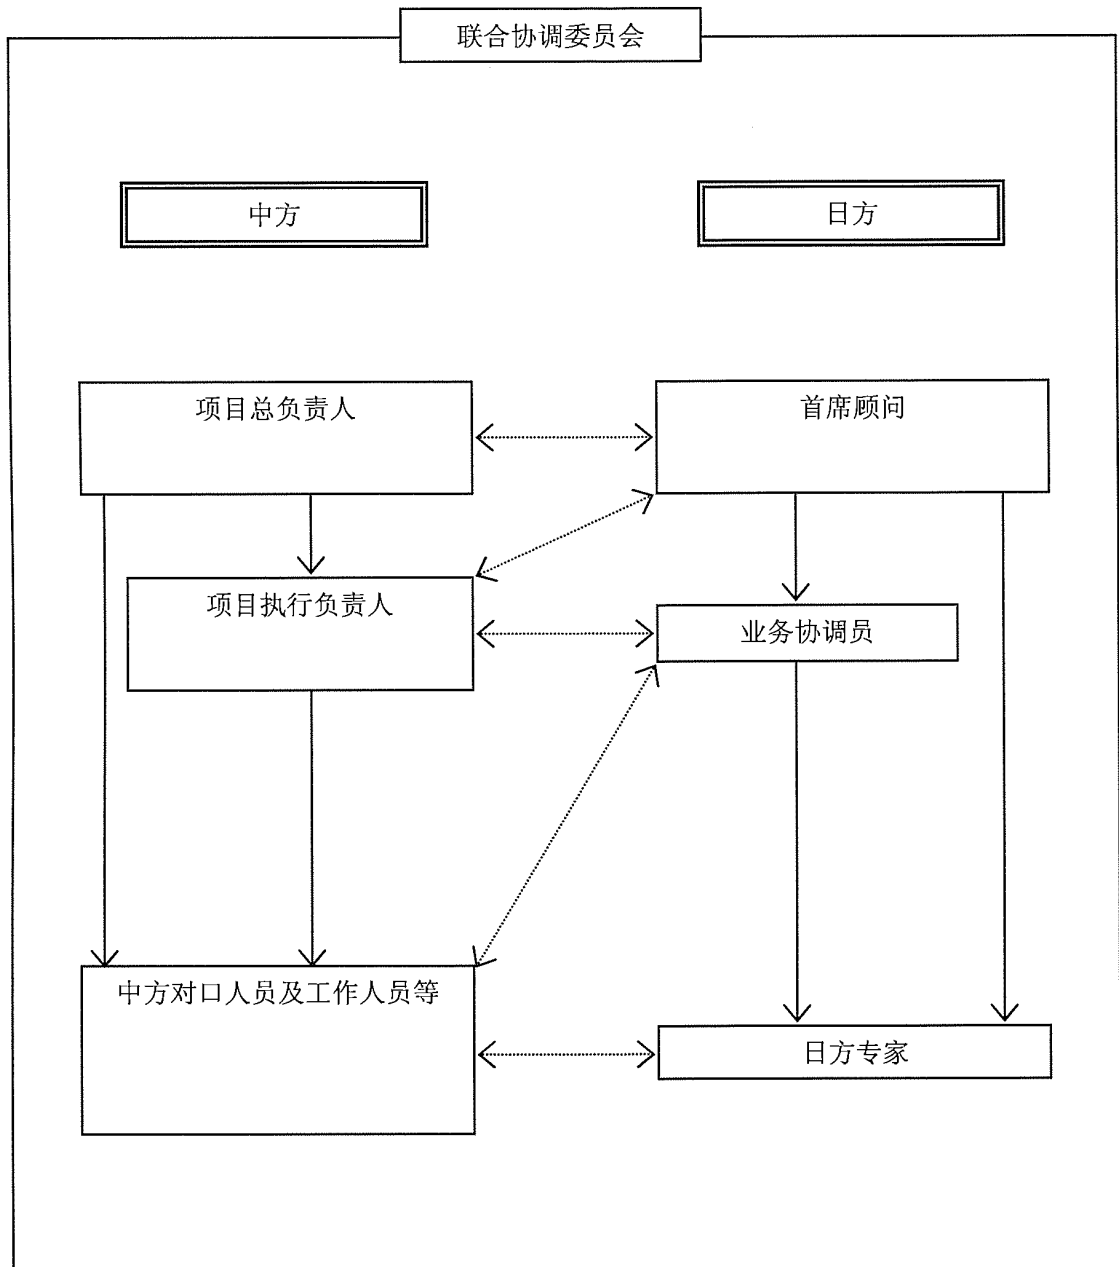 联合协调委员会
中方
日方
项目总负责人
首席顾问
项目执行负责人
业务协调员
中方对口人员及工作人员等
日方专家